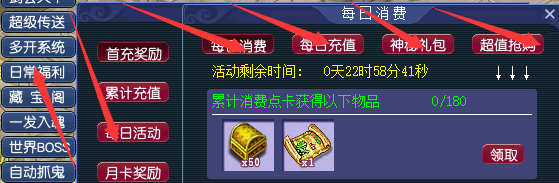 超级传送
多开系统
日常福利
藏宝阁
一发入魂
世界BOSS
自动抓鬼
首充奖励
累计充值
每日活动
月卡奖励
每日消费
每日消费
每日充值
神秘礼包
超值抢购
活动剩余时间: 0天22时58分41秒
↓↓↓
累计消费点卡获得以下物品 0/180
x50
x1
领取